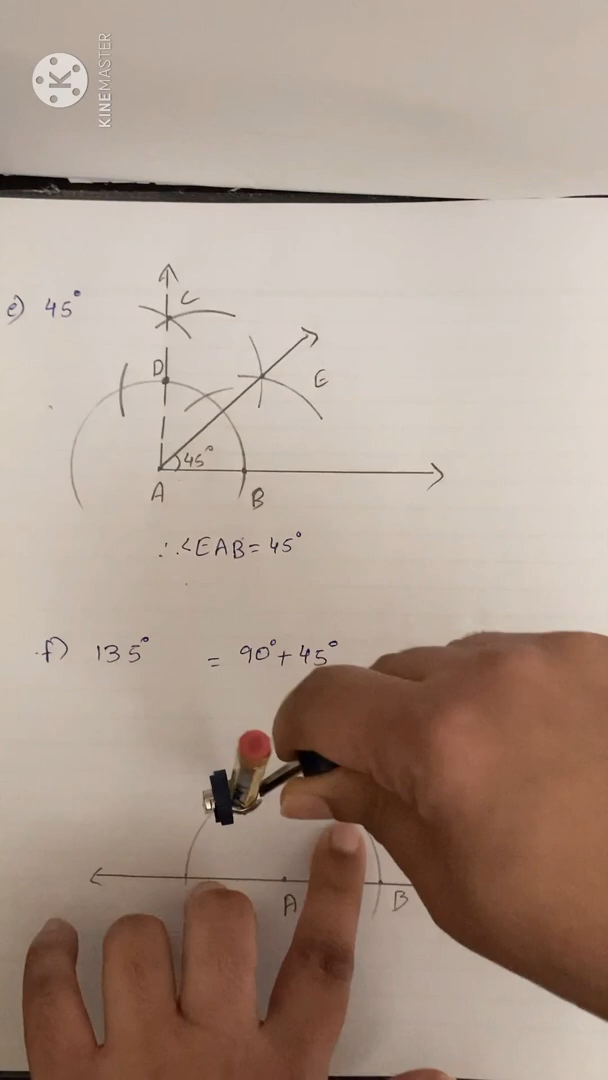 KINEMASTER
e) 45°
C
D
E
45°
A
B
∴ <EAB = 45°
f) 135° = 90° + 45°
A
B